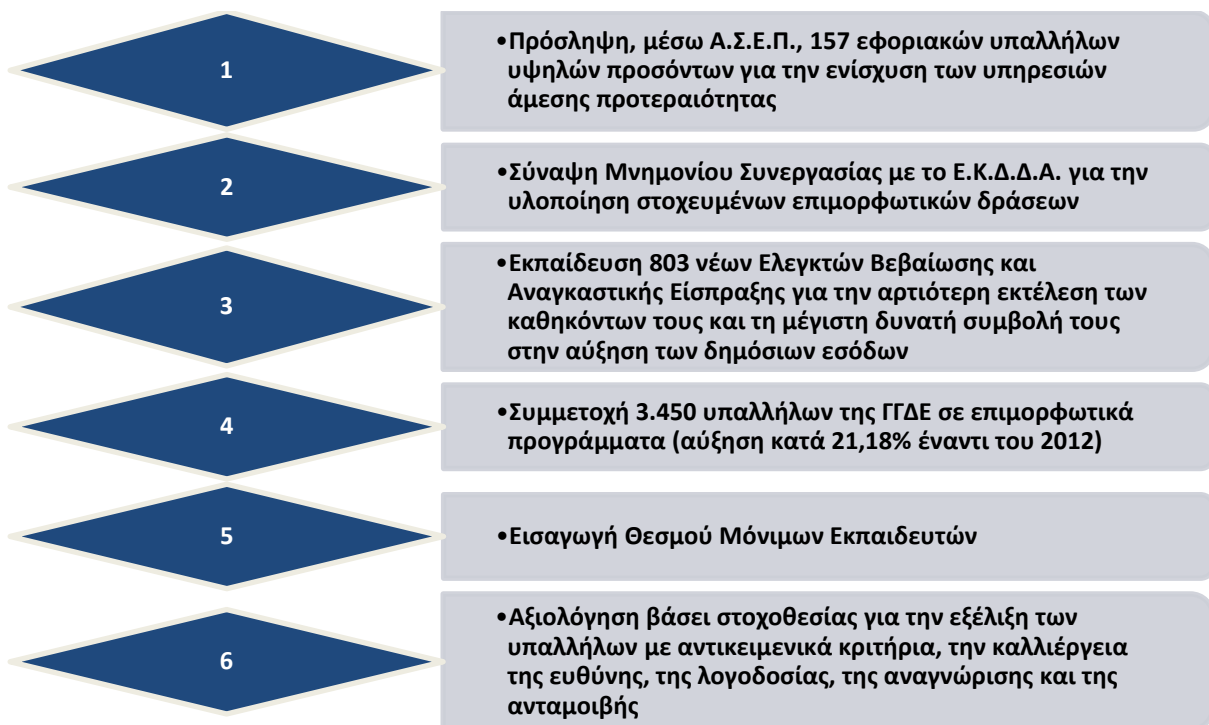 1
•Πρόσληψη, μέσω Α.Σ.Ε.Π., 157 εφοριακών υπαλλήλων
υψηλών προσόντων για την ενίσχυση των υπηρεσιών
άμεσης προτεραιότητας
2
•Σύναψη Μνημονίου Συνεργασίας με το Ε.Κ.Δ.Δ.Α. για την
υλοποίηση στοχευμένων επιμορφωτικών δράσεων
3
•Εκπαίδευση 803 νέων Ελεγκτών Βεβαίωσης και
Αναγκαστικής Είσπραξης για την αρτιότερη εκτέλεση των
καθηκόντων τους και τη μέγιστη δυνατή συμβολή τους
στην αύξηση των δημόσιων εσόδων
4
•Συμμετοχή 3.450 υπαλλήλων της ΓΓΔΕ σε επιμορφωτικά
προγράμματα (αύξηση κατά 21,18% έναντι του 2012)
5
•Εισαγωγή Θεσμού Μόνιμων Εκπαιδευτών
6
•Αξιολόγηση βάσει στοχοθεσίας για την εξέλιξη των
υπαλλήλων με αντικειμενικά κριτήρια, την καλλιέργεια
της ευθύνης, της λογοδοσίας, της αναγνώρισης και της
ανταμοιβής